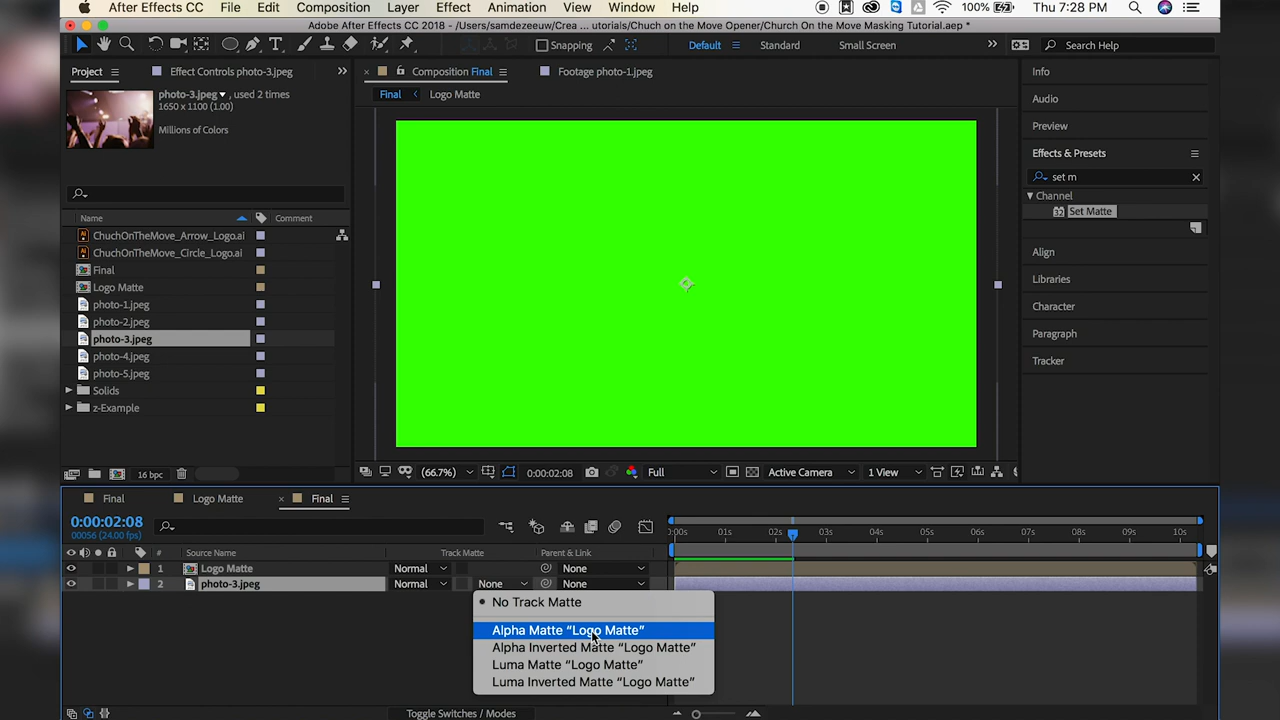 After Effects CC File Edit Composition Layer Effect Animation View Window Help 100% Thu 7:28 PM
Adobe After Effects CC 2018 - /Users/samdezeeuw/Crea ... utorials/Chuch on the Move Opener/Church On the Move Masking Tutorial.aep *
Snapping Default Standard Small Screen Search Help
Project Effect Controls photo-3.jpeg Composition Final Footage photo-1.jpeg Info
photo-3.jpeg, used 2 times
1650 x 1100 (1.00)
Millions of Colors
Final Logo Matte
Audio
Preview
Effects & Presets
set m
Channel
32 Set Matte
Align
Libraries
Character
Paragraph
Tracker
Name Comment
ChuchOnTheMove_Arrow_Logo.ai
ChuchOnTheMove_Circle_Logo.ai
Final
Logo Matte
photo-1.jpeg
photo-2.jpeg
photo-3.jpeg
photo-4.jpeg
photo-5.jpeg
Solids
z-Example
16 bpc (66.7%) 0:00:02:08 Full Active Camera 1 View
Final Logo Matte Final
0:00:02:08
00056 (24.00 fps)
:00s 01s 02s 03s 04s 05s 06s 07s 08s 09s 10s
# Source Name Track Matte Parent & Link
1 Logo Matte Normal None
2 photo-3.jpeg Normal None None
No Track Matte
Alpha Matte “Logo Matte”
Alpha Inverted Matte “Logo Matte”
Luma Matte “Logo Matte”
Luma Inverted Matte “Logo Matte”
Toggle Switches / Modes